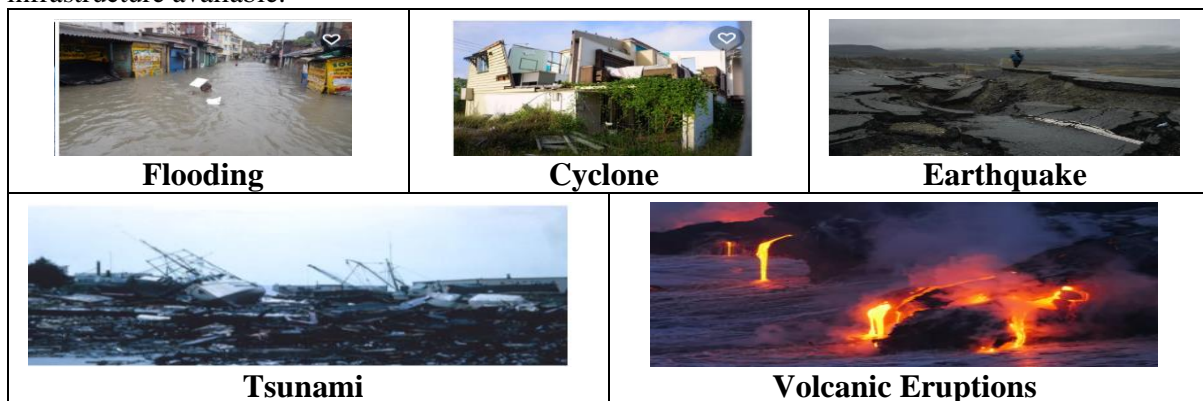 infrastructure available.
Flooding
Cyclone
Earthquake
Tsunami
Volcanic Eruptions